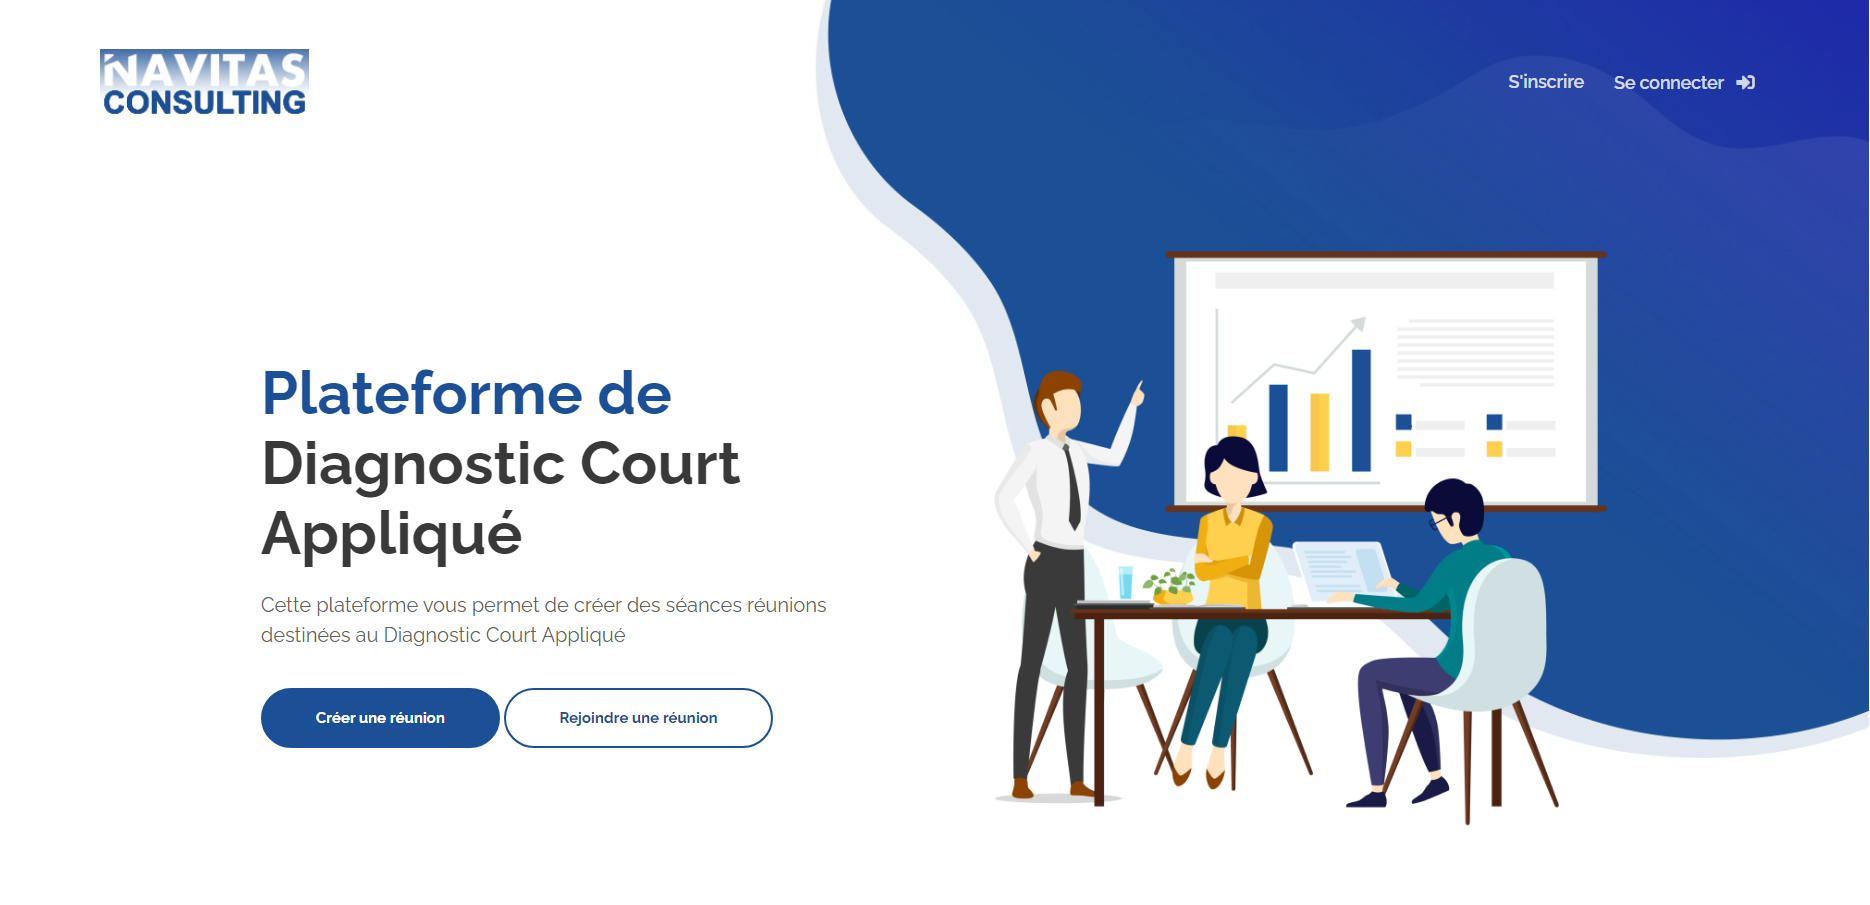 NAVITAS
CONSULTING
S'inscrire
Se connecter
Plateforme de
Diagnostic Court
Appliqué
Cette plateforme vous permet de créer des séances réunions
destinées au Diagnostic Court Appliqué
Créer une réunion
Rejoindre une réunion